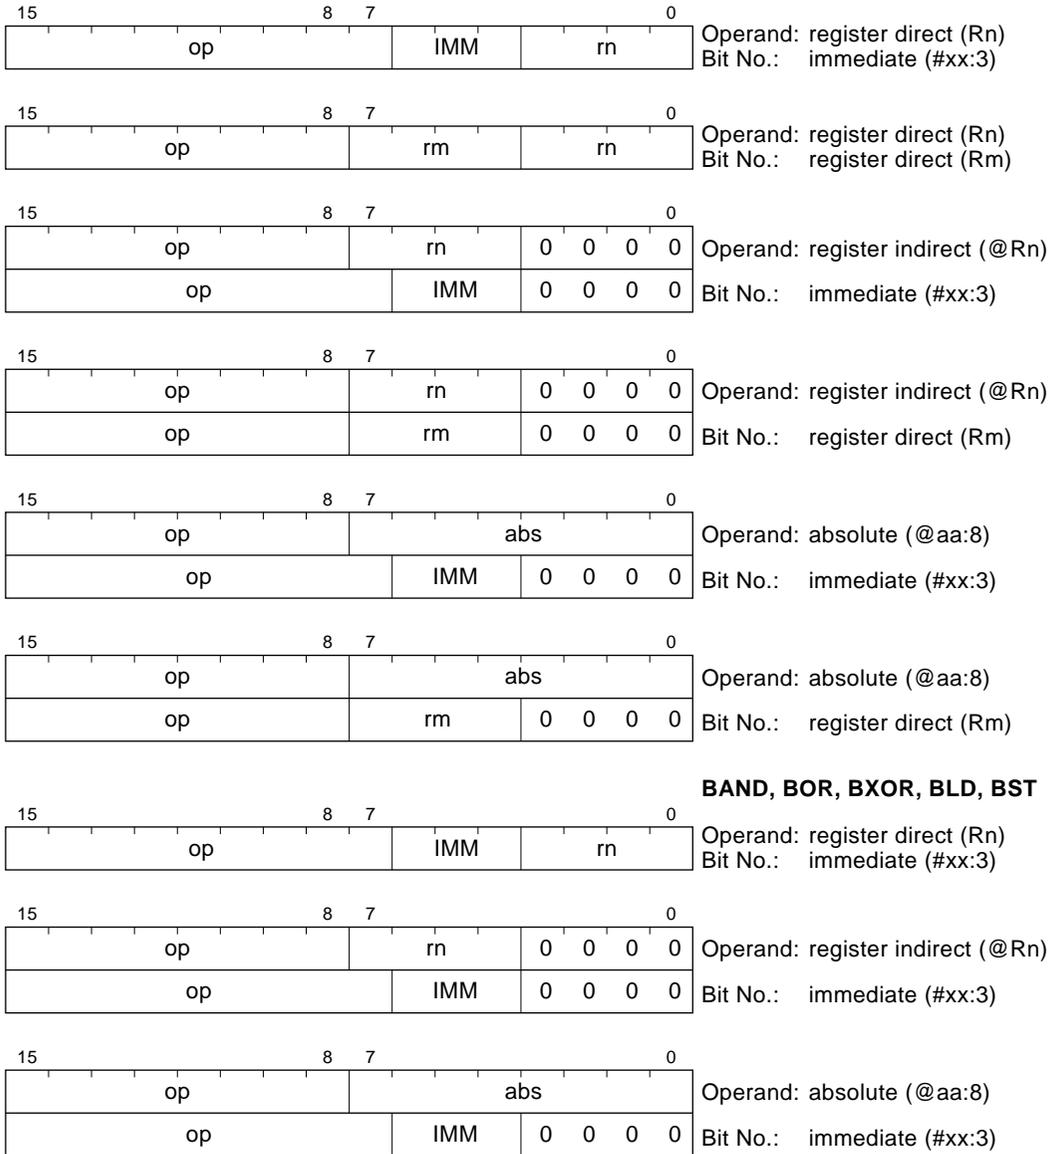 15 8 7 0
op IMM rn Operand: register direct (Rn)
Bit No.: immediate (#xx:3)
15 8 7 0
op rm rn Operand: register direct (Rn)
Bit No.: register direct (Rm)
15 8 7 0
op rn 0 0 0 0 Operand: register indirect (@Rn)
op IMM 0 0 0 0 Bit No.: immediate (#xx:3)
15 8 7 0
op rn 0 0 0 0 Operand: register indirect (@Rn)
op rm 0 0 0 0 Bit No.: register direct (Rm)
15 8 7 0
op abs Operand: absolute (@aa:8)
op IMM 0 0 0 0 Bit No.: immediate (#xx:3)
15 8 7 0
op abs Operand: absolute (@aa:8)
op rm 0 0 0 0 Bit No.: register direct (Rm)
BAND, BOR, BXOR, BLD, BST
15 8 7 0
op IMM rn Operand: register direct (Rn)
Bit No.: immediate (#xx:3)
15 8 7 0
op rn 0 0 0 0 Operand: register indirect (@Rn)
op IMM 0 0 0 0 Bit No.: immediate (#xx:3)
15 8 7 0
op abs Operand: absolute (@aa:8)
op IMM 0 0 0 0 Bit No.: immediate (#xx:3)